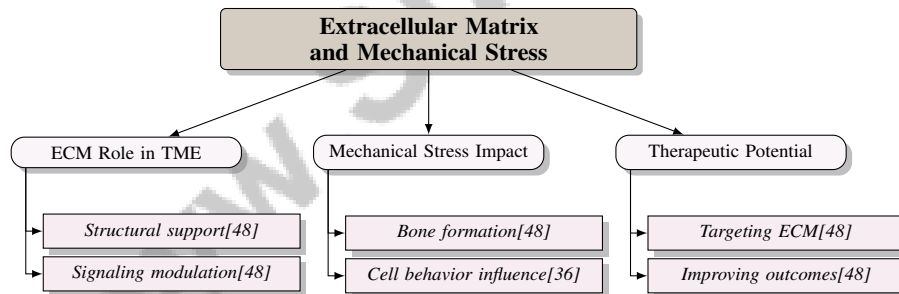 Extracellular Matrix
and Mechanical Stress
ECM Role in TME
Mechanical Stress Impact
Therapeutic Potential
Structural support[48]
Bone formation[48]
Targeting ECM[48]
Signaling modulation[48]
Cell behavior influence[36]
Improving outcomes[48]